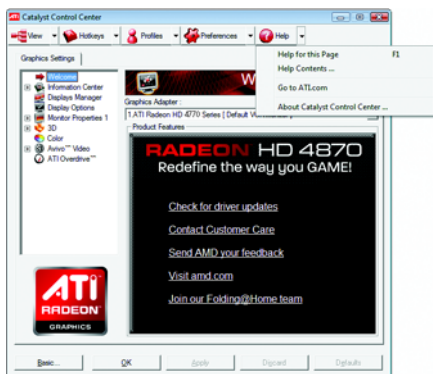 Catalyst Control Center
View Hotkeys Profiles Preferences Help
Help for this Page F1
Help Contents ...
Go to ATI.com
About Catalyst Control Center ...
Graphics Settings
Welcome
Information Center
Displays Manager
Display Options
Monitor Properties 1
3D
Color
Avivo™ Video
ATI Overdrive™
W
Graphics Adapter:
1.ATI Radeon HD 4770 Series [ Default
Product Features
RADEON HD 4870
Redefine the way you GAME!
Check for driver updates
Contact Customer Care
Send AMD your feedback
Visit amd.com
Join our Folding@Home team
ATI
RADEON
GRAPHICS
Basic... OK Apply Discard Defaults